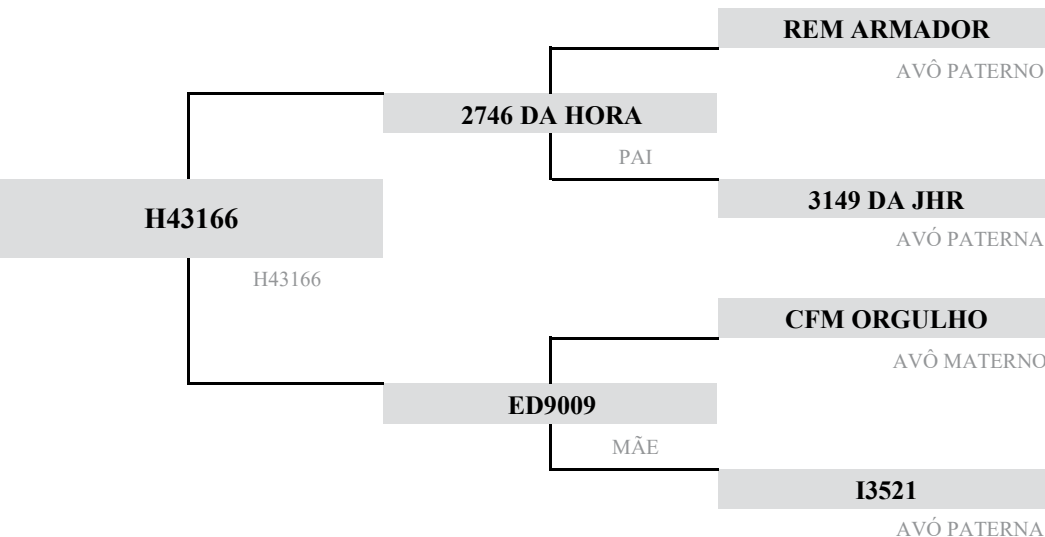 REM ARMADOR
AVÔ PATERNO
2746 DA HORA
PAI
3149 DA JHR
AVÓ PATERNA
H43166
H43166
CFM ORGULHO
AVÔ MATERNO
ED9009
MÃE
I3521
AVÓ PATERNA